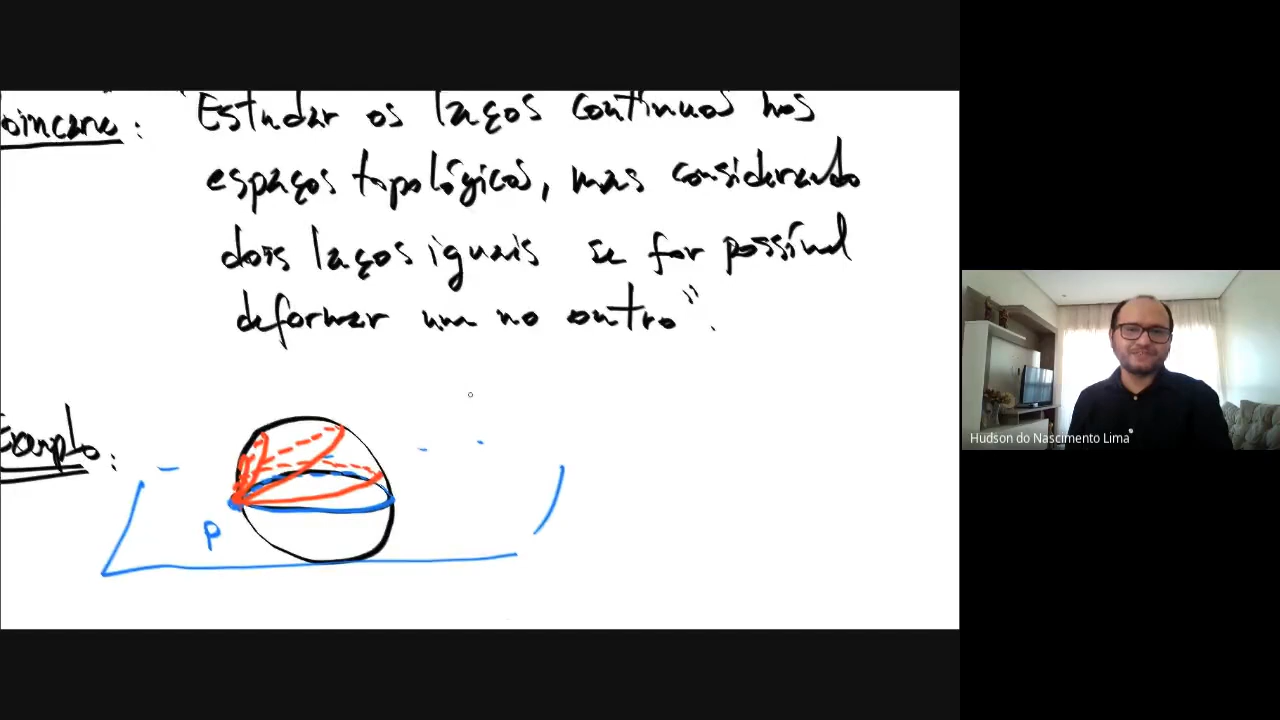 oincaré: "Estudar os laços contínuos nos
espaços topológicos, mas considerando
dois laços iguais se for possível
deformar um no outro".
Exemplo:
P
Hudson do Nascimento Lima